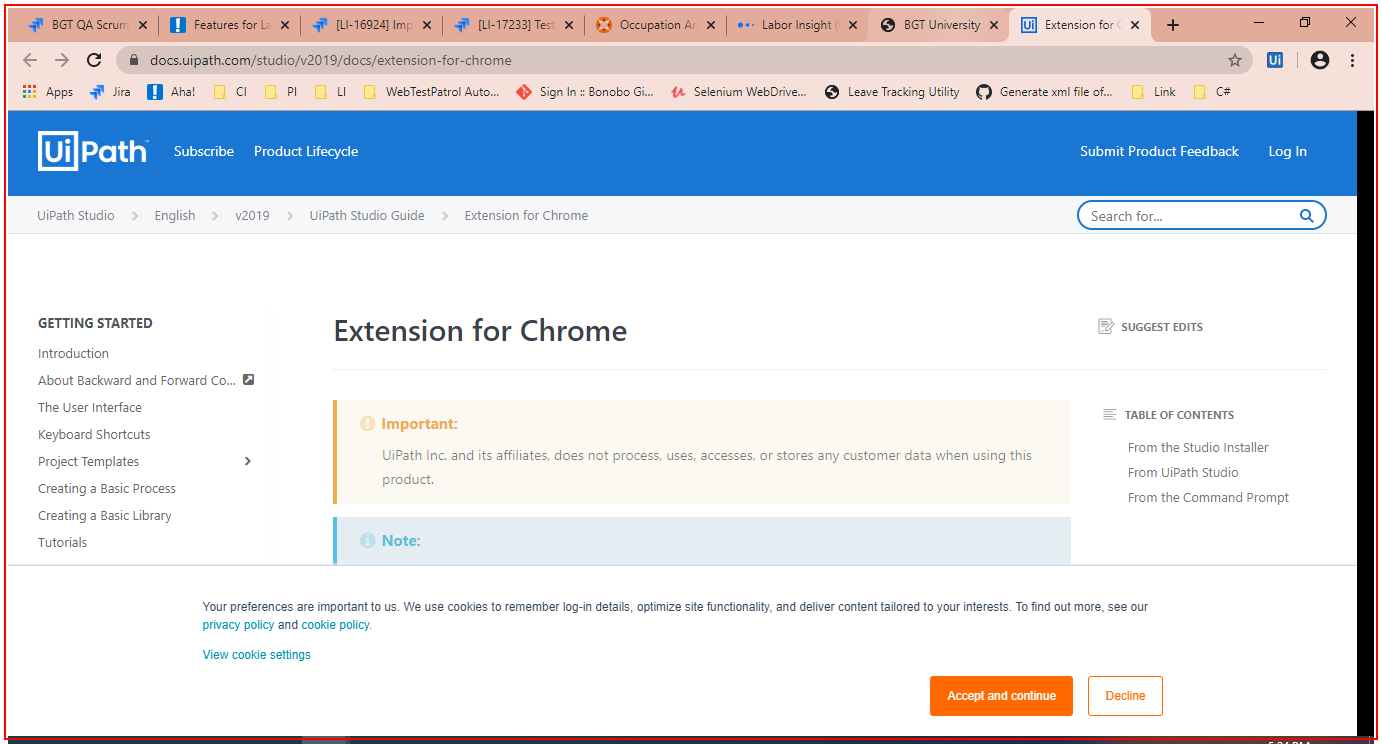 BGT QA Scrum
Features for La
[LI-16924] Imp
[LI-17233] Test
Occupation An
Labor Insight (
BGT University
Extension for C
docs.uipath.com/studio/v2019/docs/extension-for-chrome
Ui
Apps
Jira
Aha!
CI
PI
LI
WebTestPatrol Auto...
Sign In :: Bonobo Gi...
Selenium WebDrive...
Leave Tracking Utility
Generate xml file of...
Link
C#
UiPath
Subscribe
Product Lifecycle
Submit Product Feedback
Log In
UiPath Studio
English
v2019
UiPath Studio Guide
Extension for Chrome
Search for...
GETTING STARTED
Introduction
About Backward and Forward Co...
The User Interface
Keyboard Shortcuts
Project Templates
Creating a Basic Process
Creating a Basic Library
Tutorials
Extension for Chrome
SUGGEST EDITS
Important:
UiPath Inc. and its affiliates, does not process, uses, accesses, or stores any customer data when using this
product.
Note:
TABLE OF CONTENTS
From the Studio Installer
From UiPath Studio
From the Command Prompt
Your preferences are important to us. We use cookies to remember log-in details, optimize site functionality, and deliver content tailored to your interests. To find out more, see our
privacy policy and cookie policy.
View cookie settings
Accept and continue
Decline